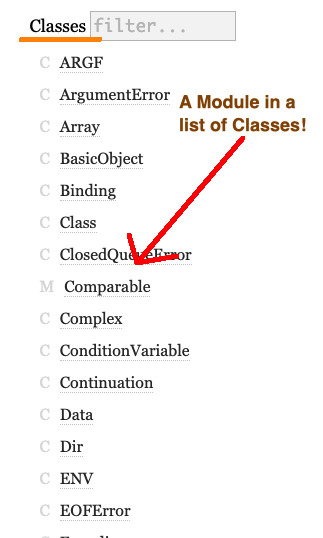 Classes filter...
C ARGF
C ArgumentError
A Module in a
list of Classes!
C Array
C BasicObject
C Binding
C Class
C ClosedQueueError
M Comparable
C Complex
C ConditionVariable
C Continuation
C Data
C Dir
C ENV
C EOFError